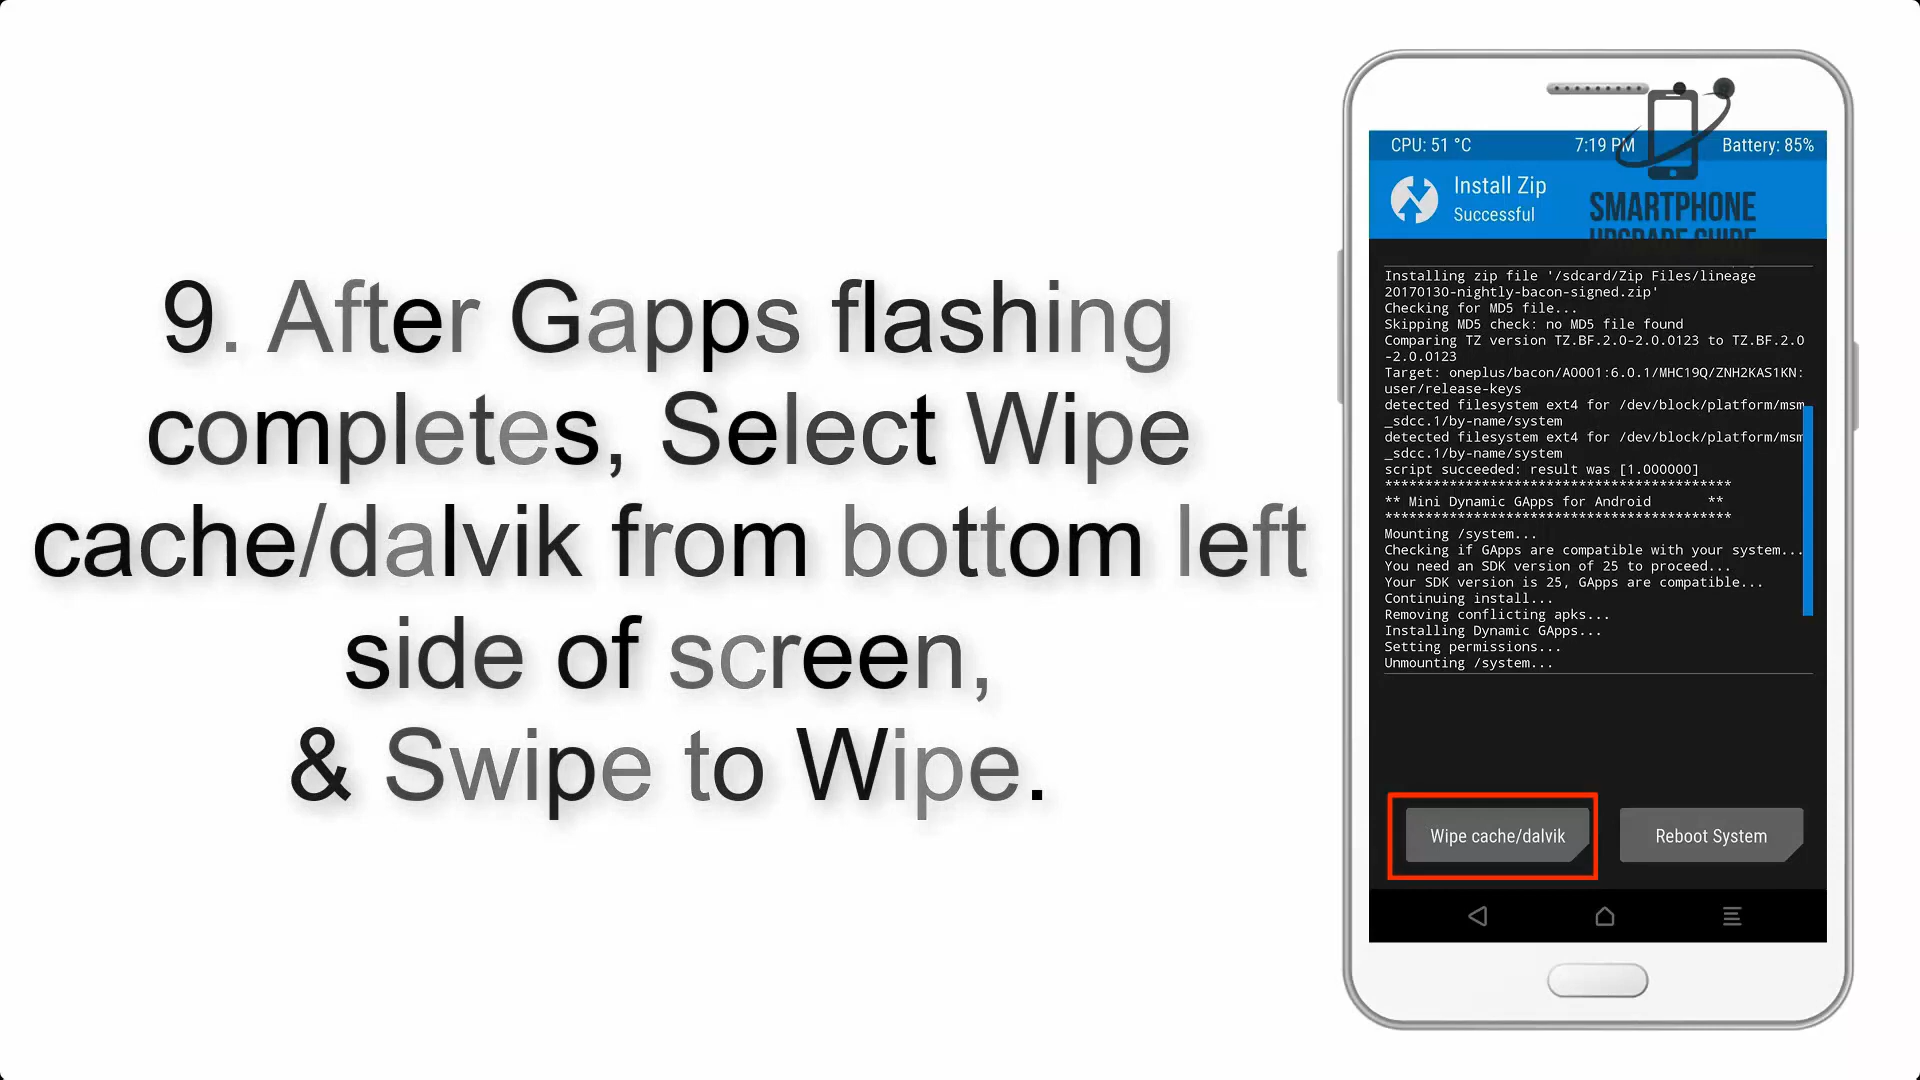 9. After Gapps flashing
completes, Select Wipe
cache/dalvik from bottom left
side of screen,
& Swipe to Wipe.
CPU: 51 °C 7:19 PM Battery: 85%
Install Zip
Successful
SMARTPHONE
UPGRADE GUIDE
Installing zip file '/sdcard/Zip Files/lineage
20170130-nightly-bacon-signed.zip'
Checking for MD5 file...
Skipping MD5 check: no MD5 file found
Comparing TZ version TZ.BF.2.0-2.0.0123 to TZ.BF.2.0
-2.0.0123
Target: oneplus/bacon/A0001:6.0.1/MHC19Q/ZNH2KAS1KN:
user/release-keys
detected filesystem ext4 for /dev/block/platform/msm
_sdcc.1/by-name/system
detected filesystem ext4 for /dev/block/platform/msm
_sdcc.1/by-name/system
script succeeded: result was [1.000000]
*******************************************
** Mini Dynamic GApps for Android **
*******************************************
Mounting /system...
Checking if GApps are compatible with your system...
You need an SDK version of 25 to proceed...
Your SDK version is 25, GApps are compatible...
Continuing install...
Removing conflicting apks...
Installing Dynamic GApps...
Setting permissions...
Unmounting /system...
Wipe cache/dalvik Reboot System